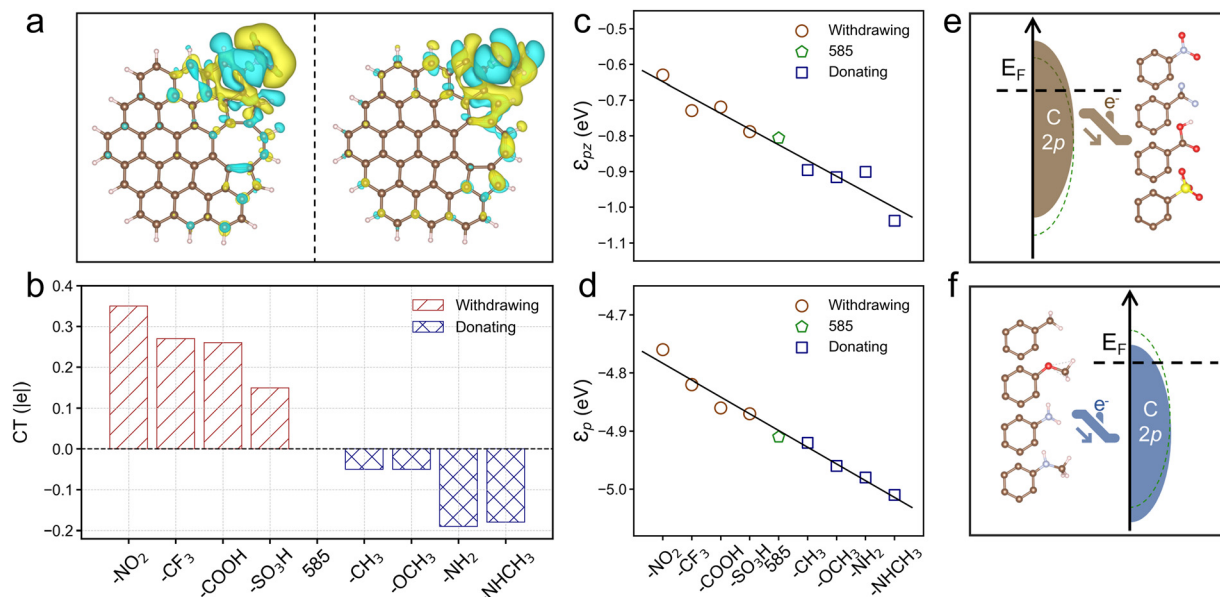 a
b
CT (|e|)
0.4
0.3
0.2
0.1
0.0
−0.1
−0.2
Withdrawing
Donating
-NO2
-CF3
-COOH
-SO3H
585
-CH3
-OCH3
-NH2
NHCH3
c
εpz (eV)
−0.5
−0.6
−0.7
−0.8
−0.9
−1.0
−1.1
Withdrawing
585
Donating
d
εp (eV)
−4.7
−4.8
−4.9
−5.0
Withdrawing
585
Donating
-NO2
-CF3
-COOH
-SO3H
585
-CH3
-OCH3
-NH2
-NHCH3
e
EF
C
2p
e-
f
EF
e-
C
2p